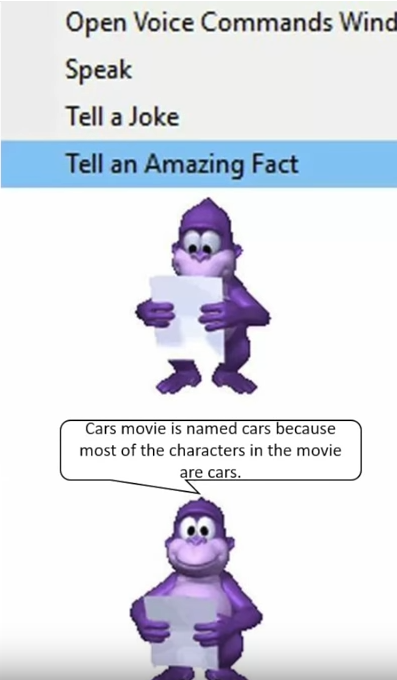 Open Voice Commands Wind
Speak
Tell a Joke
Tell an Amazing Fact
Cars movie is named cars because
most of the characters in the movie
are cars.